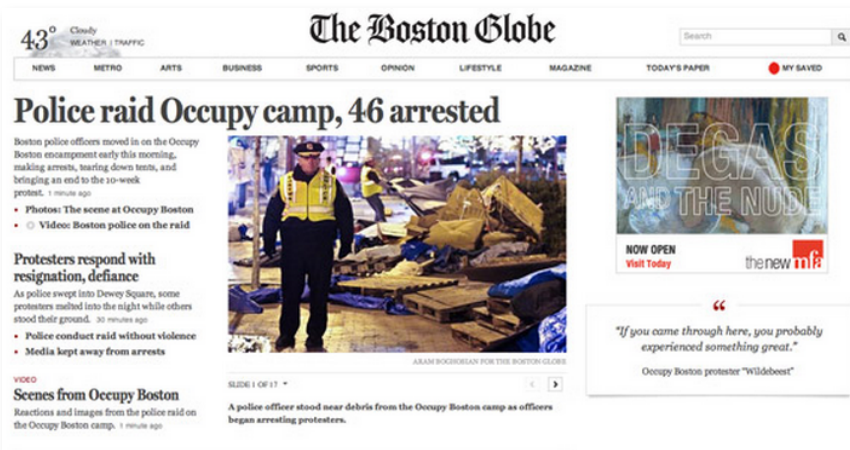 43° Cloudy
WEATHER | TRAFFIC
The Boston Globe
Search
NEWS METRO ARTS BUSINESS SPORTS OPINION LIFESTYLE MAGAZINE TODAY'S PAPER MY SAVED
Police raid Occupy camp, 46 arrested
Boston police officers moved in on the Occupy
Boston encampment early this morning,
making arrests, tearing down tents, and
bringing an end to the 10-week
protest. 1 minute ago
• Photos: The scene at Occupy Boston
• Video: Boston police on the raid
Protesters respond with
resignation, defiance
As police swept into Dewey Square, some
protesters melted into the night while others
stood their ground. 30 minutes ago
• Police conduct raid without violence
• Media kept away from arrests
VIDEO
Scenes from Occupy Boston
Reactions and images from the police raid on
the Occupy Boston camp. 1 minute ago
ARAM BOGHOSIAN FOR THE BOSTON GLOBE
SLIDE 1 OF 17
A police officer stood near debris from the Occupy Boston camp as officers
began arresting protesters.
DEGAS
AND THE NUDE
NOW OPEN
Visit Today
thenewmfa
“
"If you came through here, you probably
experienced something great."
Occupy Boston protester "Wildebeest"